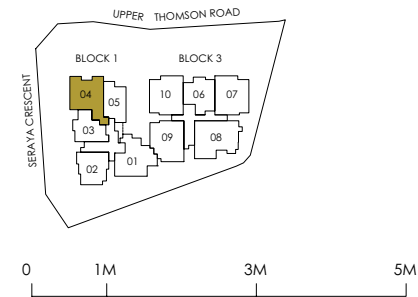 UPPER THOMSON ROAD
SERAYA CRESCENT
BLOCK 1
BLOCK 3
04
05
10
06
07
03
01
09
08
02
0
1M
3M
5M